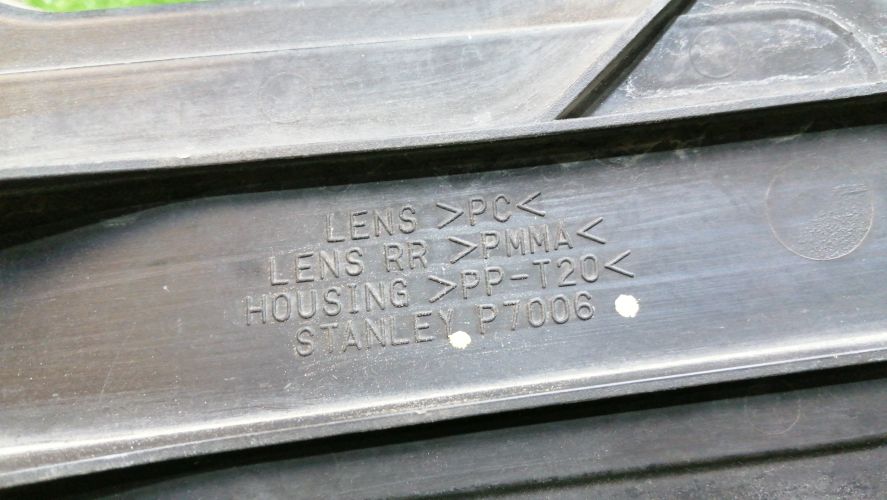 LENS >PC<
LENS RR >PMMA<
HOUSING >PP-T20<
STANLEY P7006